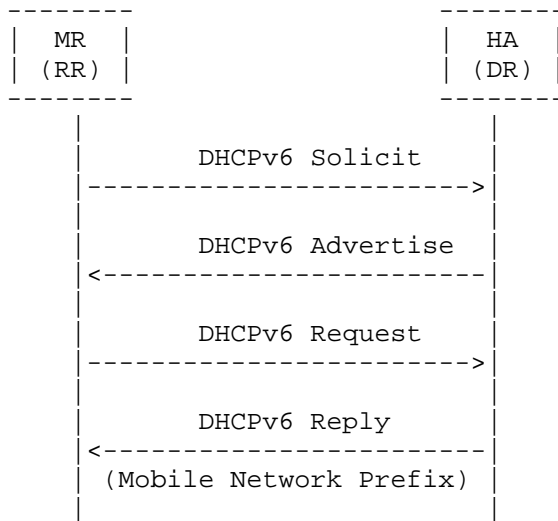 MR HA
(RR) (DR)
DHCPv6 Solicit
DHCPv6 Advertise
DHCPv6 Request
DHCPv6 Reply
(Mobile Network Prefix)